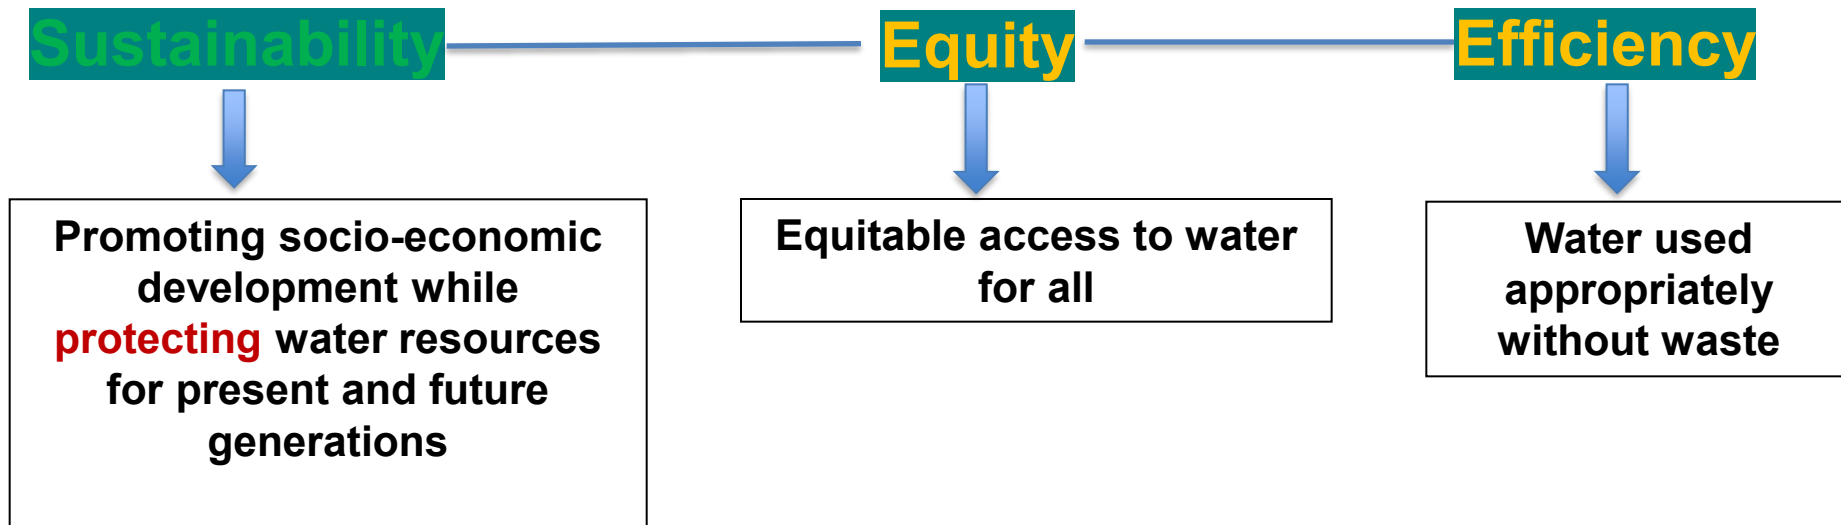 Sustainability
Equity
Efficiency
Promoting socio-economic
development while
protecting water resources
for present and future
generations
Equitable access to water
for all
Water used
appropriately
without waste